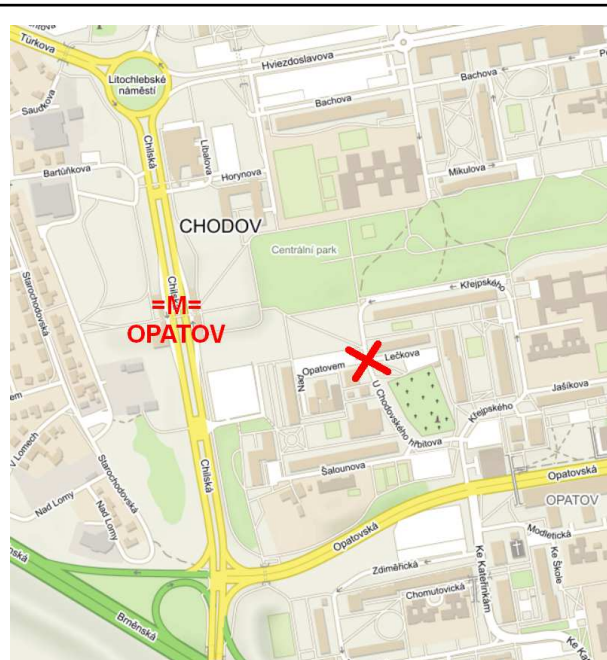 Türkova
Litochlebské
náměstí
Hviezdoslavova
Bachova
Bachova
Saudkova
Chilská
Líbalova
Bartůňkova
Horynova
Mikulova
CHODOV
Centrální park
Starochodovská
Chilská
Křejpského
=M=
OPATOV
Nad
Opatovem
Lečkova
U Chodovského hřbitova
Jašíkova
Křejpského
V Lomech
Starochodovská
Chilská
Šalounova
Opatovská
OPATOV
Nad Lomy
Nad Lomy
Opatovská
Modletická
Ke Kateřinkám
Ke Škole
Zdiměřická
Chomutovická
Brněnská